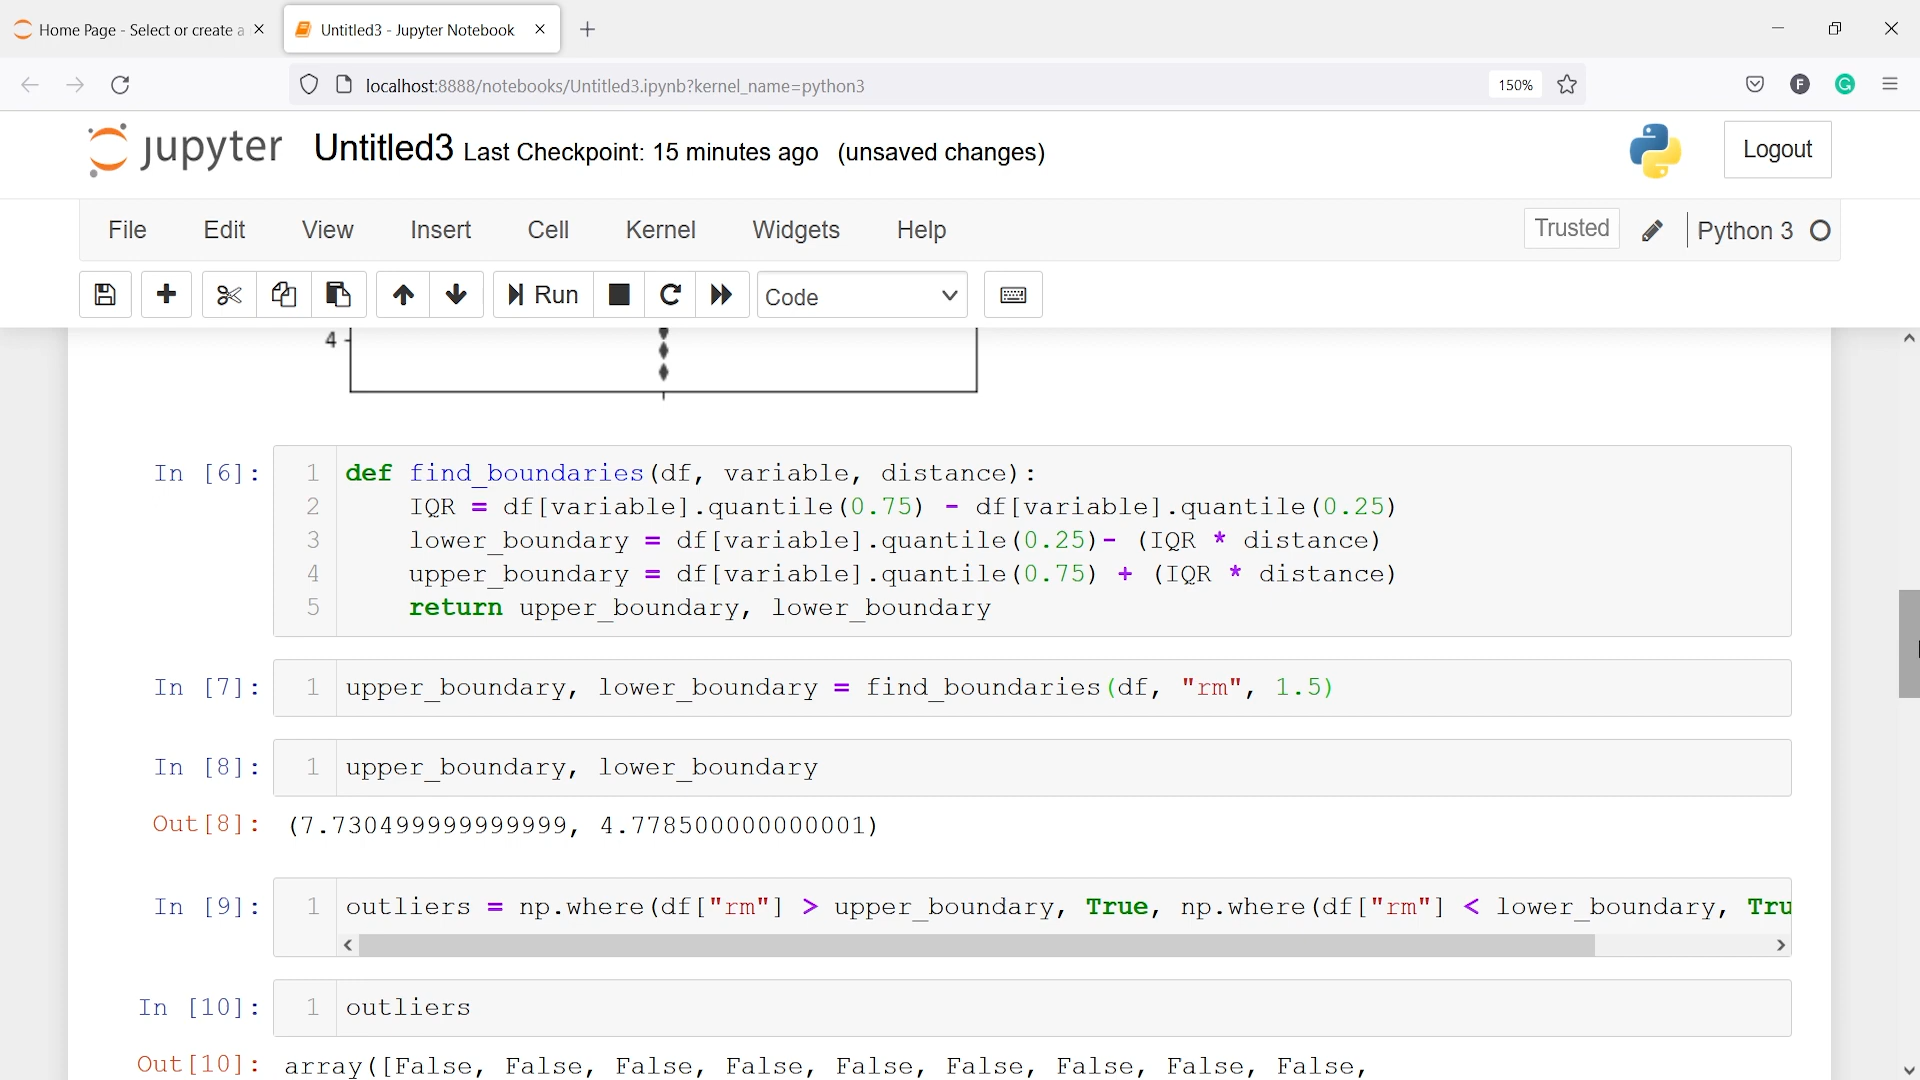 Home Page - Select or create a
Untitled3 - Jupyter Notebook
localhost:8888/notebooks/Untitled3.ipynb?kernel_name=python3
150%
F
G
jupyter Untitled3 Last Checkpoint: 15 minutes ago (unsaved changes)
Logout
File Edit View Insert Cell Kernel Widgets Help
Trusted
Python 3
Run
Code
4
In [6]:
1 def find_boundaries(df, variable, distance):
2 IQR = df[variable].quantile(0.75) - df[variable].quantile(0.25)
3 lower_boundary = df[variable].quantile(0.25)- (IQR * distance)
4 upper_boundary = df[variable].quantile(0.75) + (IQR * distance)
5 return upper_boundary, lower_boundary
In [7]:
1 upper_boundary, lower_boundary = find_boundaries(df, "rm", 1.5)
In [8]:
1 upper_boundary, lower_boundary
Out[8]: (7.730499999999999, 4.778500000000001)
In [9]:
1 outliers = np.where(df["rm"] > upper_boundary, True, np.where(df["rm"] < lower_boundary, Tru
In [10]:
1 outliers
Out[10]: array([False, False, False, False, False, False, False, False, False,